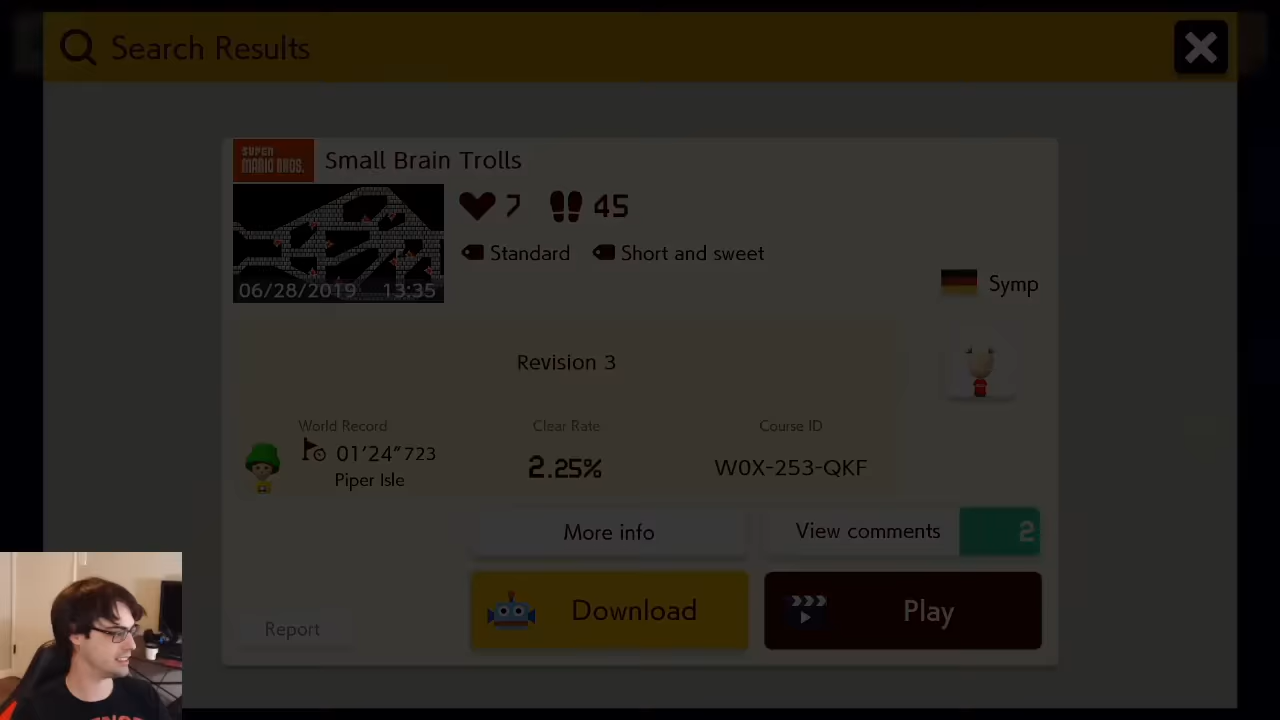 Search Results
SUPER
MARIO BROS.
Small Brain Trolls
7 45
Standard Short and sweet
06/28/2019 13:35
Symp
Revision 3
World Record Clear Rate Course ID
01'24"723
2.25% W0X-253-QKF
Piper Isle
More info View comments 2
Download Play
Report